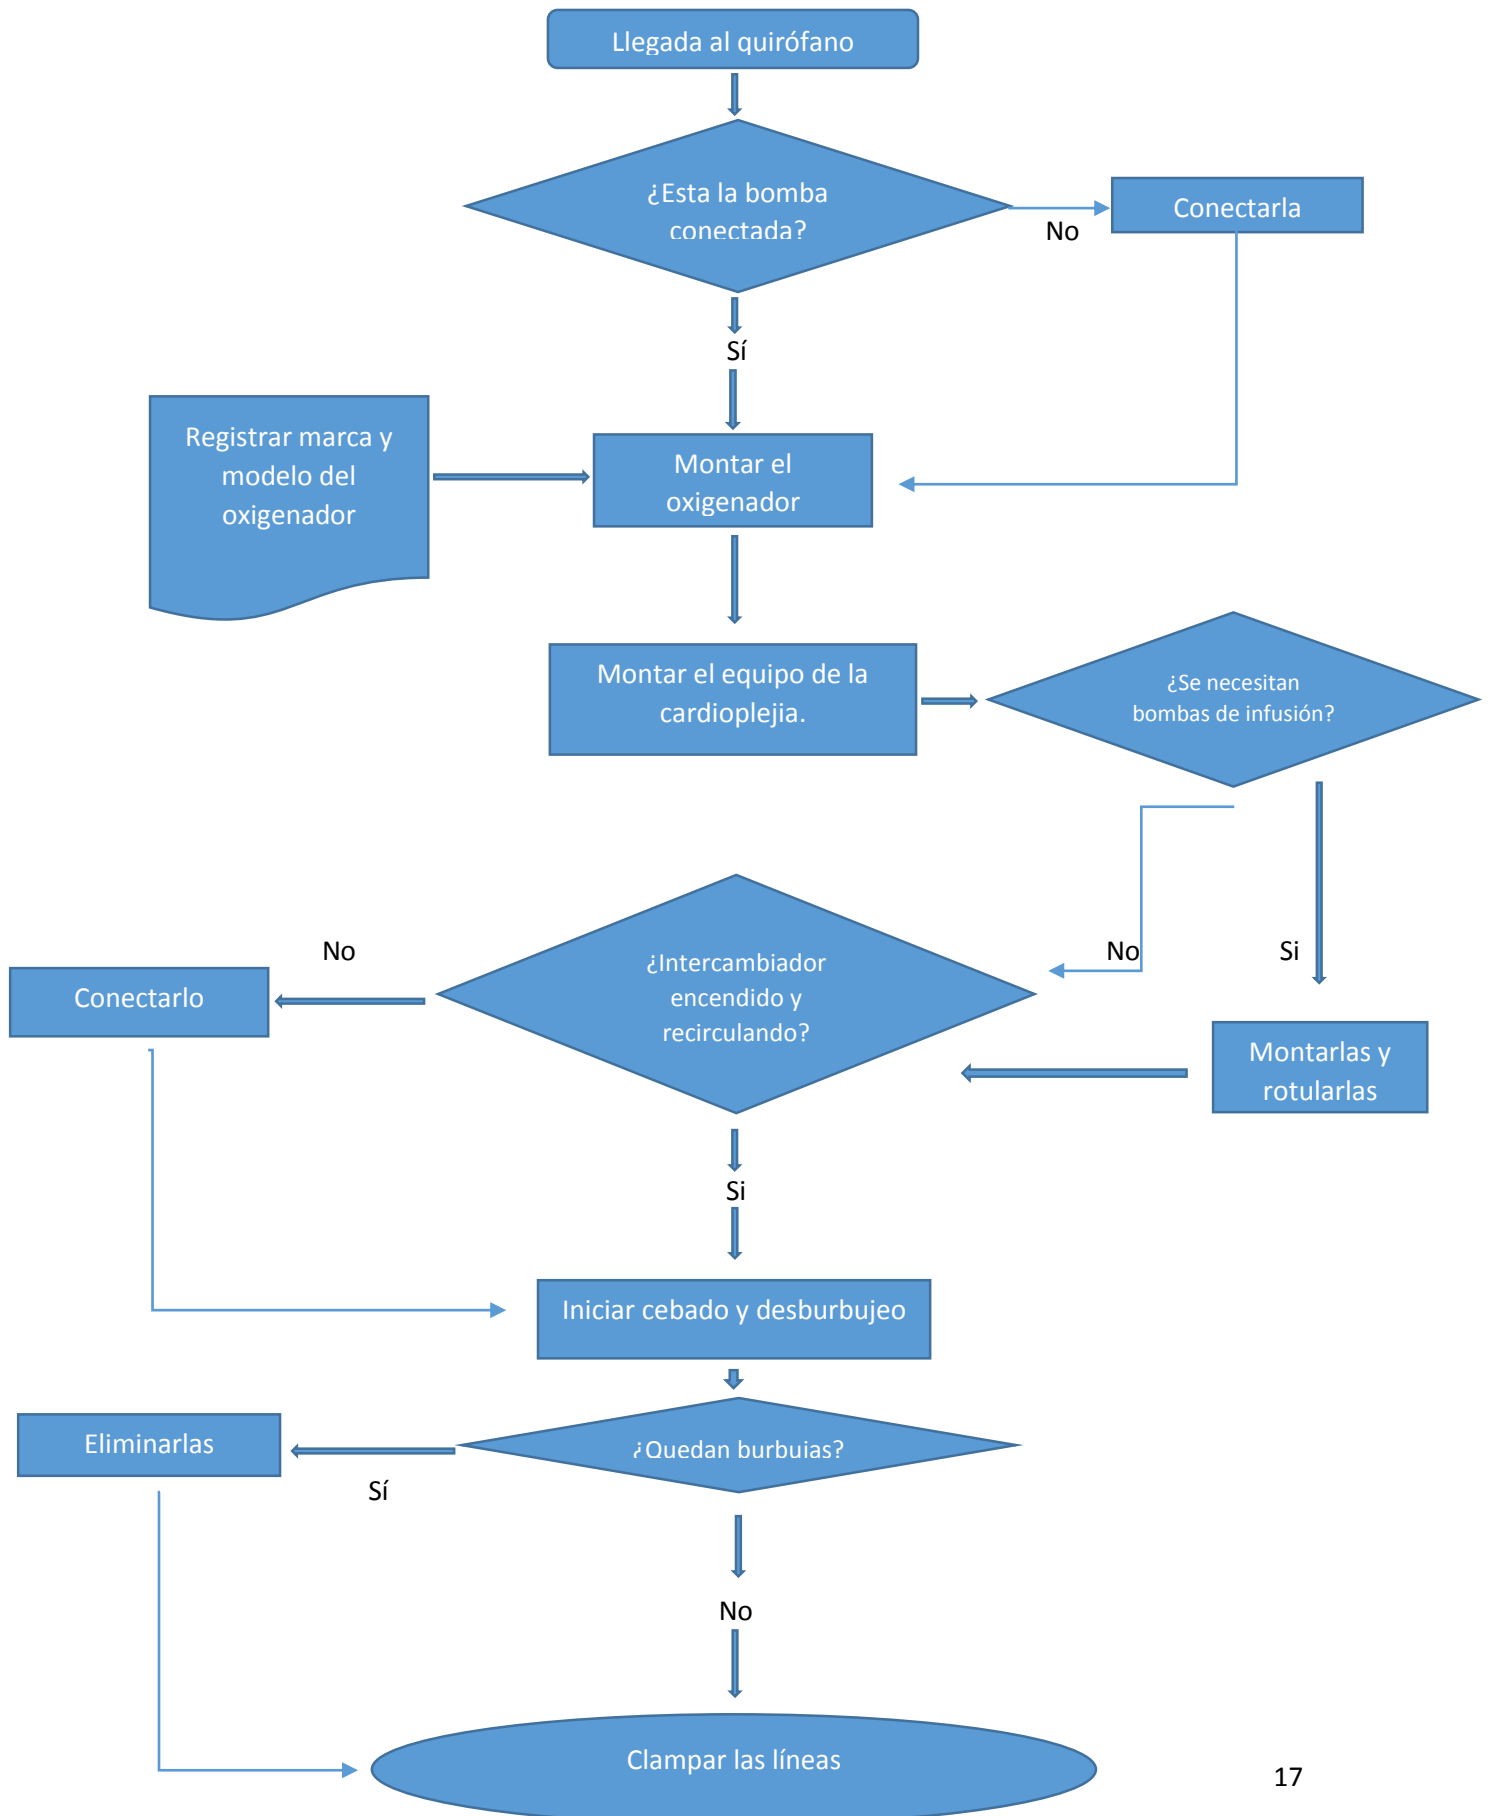 Llegada al quirófano
¿Esta la bomba
conectada?
No
Conectarla
Sí
Registrar marca y
modelo del
oxigenador
Montar el
oxigenador
Montar el equipo de la
cardioplejia.
¿Se necesitan
bombas de infusión?
No
Si
No
¿Intercambiador
encendido y
recirculando?
Conectarlo
Montarlas y
rotularlas
Si
Iniciar cebado y desburbujeo
Eliminarlas
¿Quedan burbujas?
Sí
No
Clampar las líneas
17